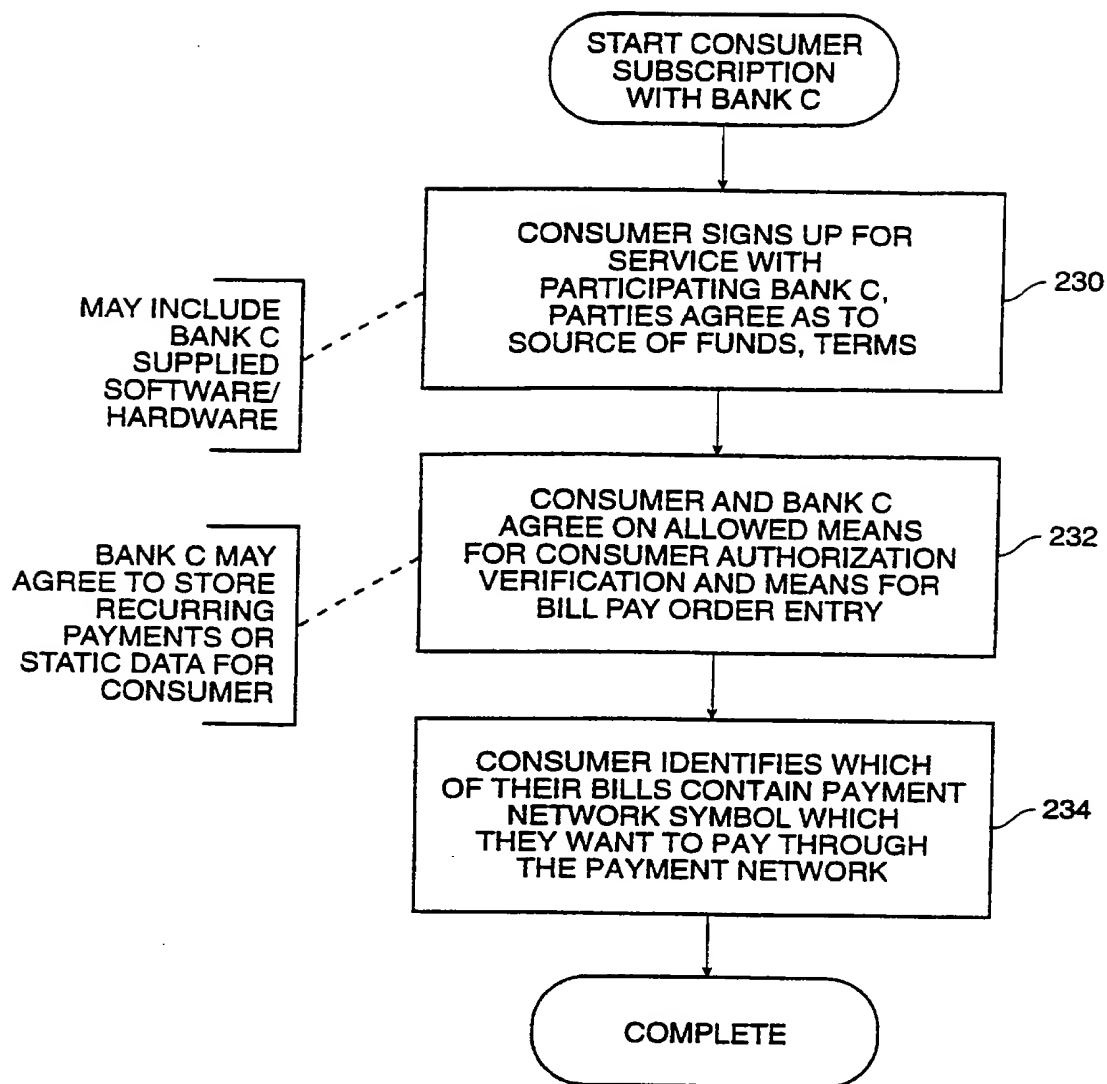 START CONSUMER
SUBSCRIPTION
WITH BANK C
CONSUMER SIGNS UP FOR
SERVICE WITH
PARTICIPATING BANK C,
PARTIES AGREE AS TO
SOURCE OF FUNDS, TERMS
230
MAY INCLUDE
BANK C
SUPPLIED
SOFTWARE/
HARDWARE
CONSUMER AND BANK C
AGREE ON ALLOWED MEANS
FOR CONSUMER AUTHORIZATION
VERIFICATION AND MEANS FOR
BILL PAY ORDER ENTRY
232
BANK C MAY
AGREE TO STORE
RECURRING
PAYMENTS OR
STATIC DATA FOR
CONSUMER
CONSUMER IDENTIFIES WHICH
OF THEIR BILLS CONTAIN PAYMENT
NETWORK SYMBOL WHICH
THEY WANT TO PAY THROUGH
THE PAYMENT NETWORK
234
COMPLETE